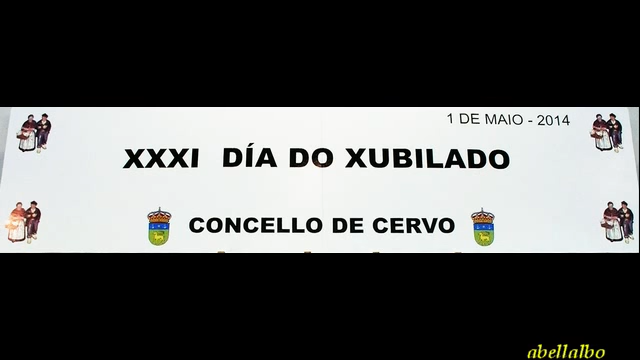 1 DE MAIO - 2014
XXXI DÍA DO XUBILADO
CONCELLO DE CERVO
abellalbo